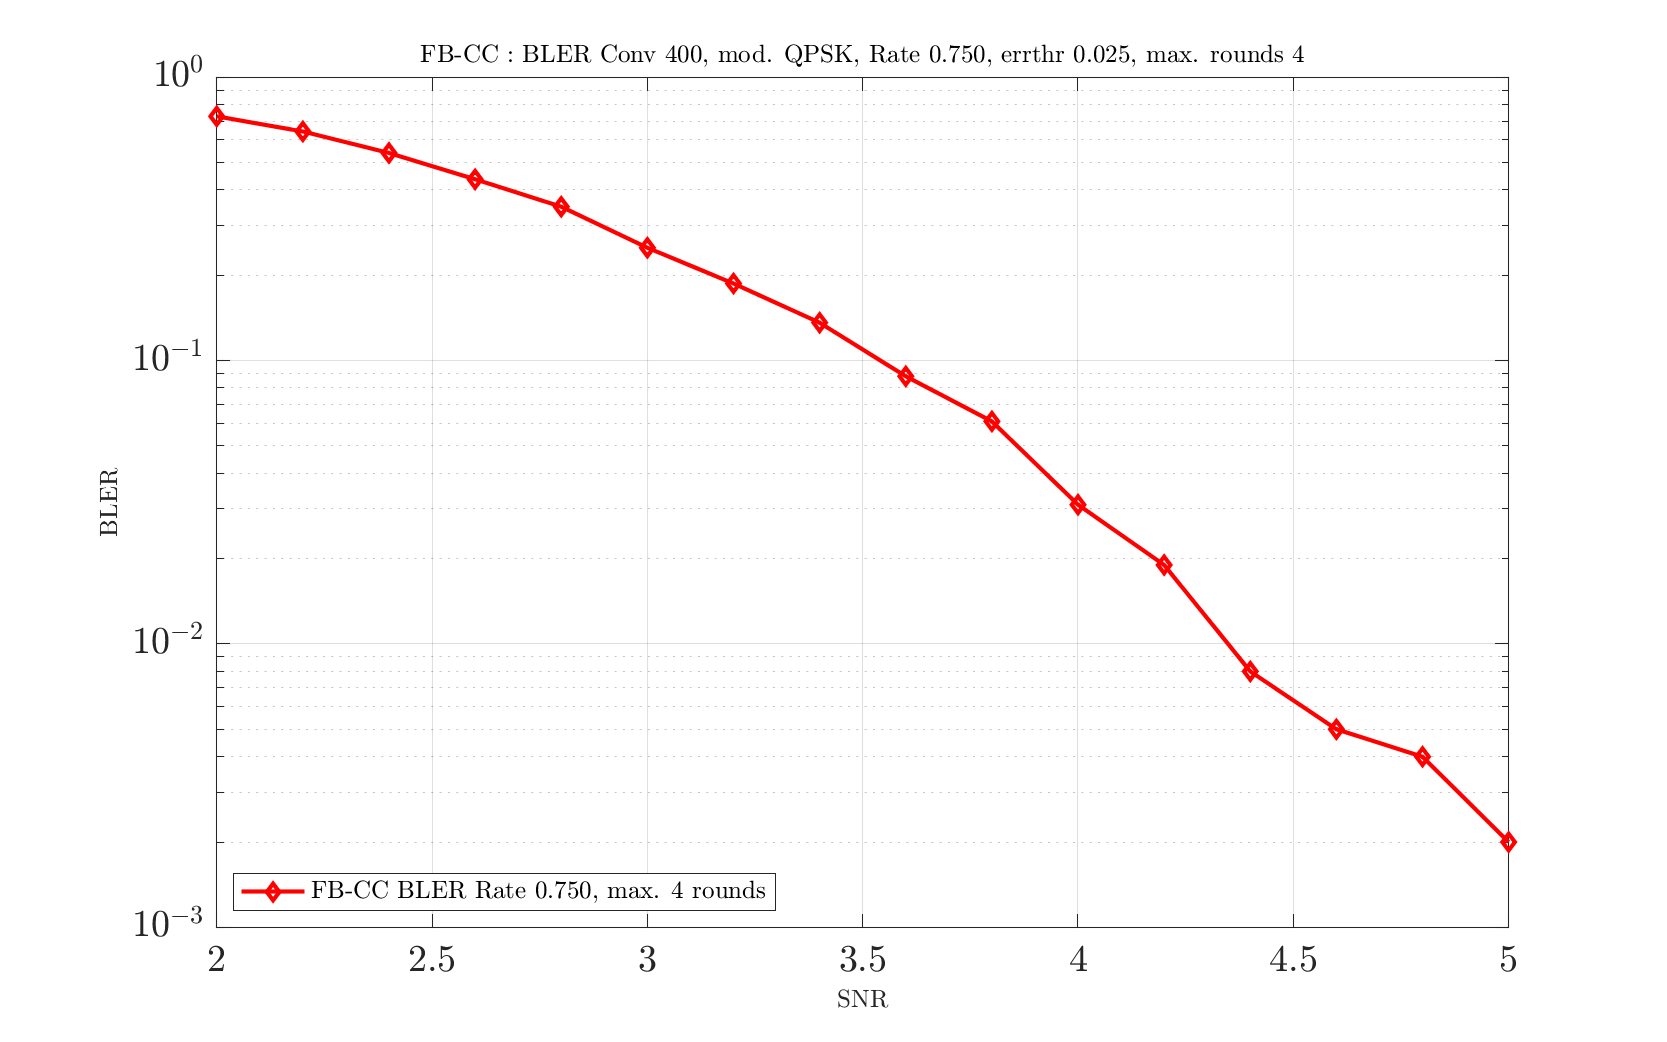 FB-CC : BLER Conv 400, mod. QPSK, Rate 0.750, errthr 0.025, max. rounds 4
10⁰
10⁻¹
10⁻²
10⁻³
BLER
FB-CC BLER Rate 0.750, max. 4 rounds
2 2.5 3 3.5 4 4.5 5
SNR